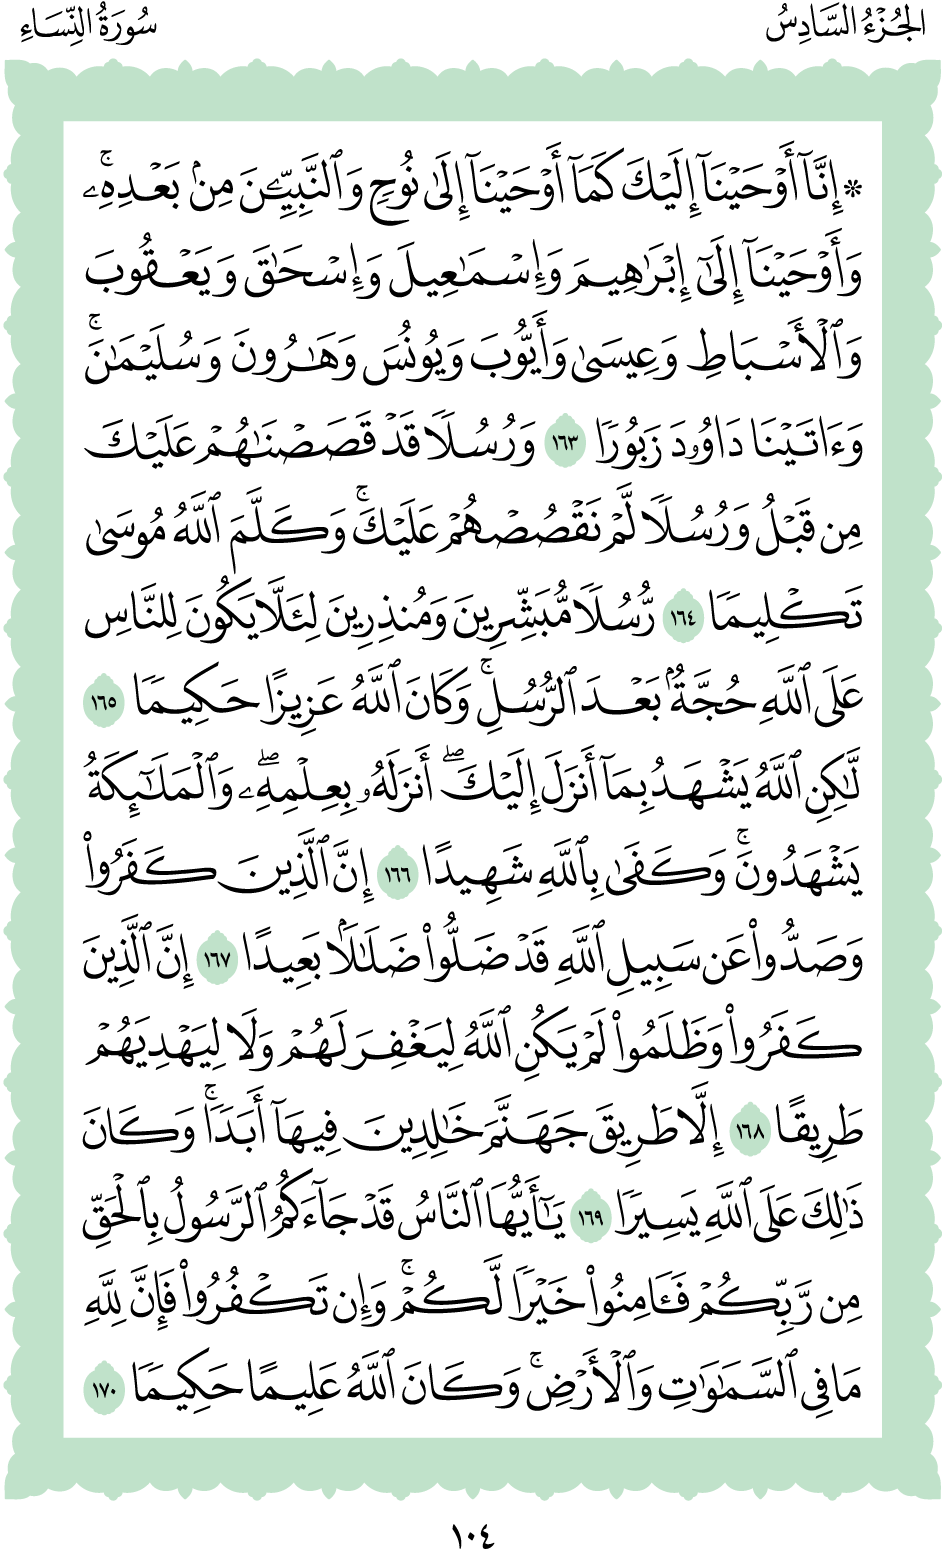 الجُزْءُ السَّادِسُ
سُورَةُ النِّسَاءِ
* إِنَّآ أَوۡحَيۡنَآ إِلَيۡكَ كَمَآ أَوۡحَيۡنَآ إِلَىٰ نُوحٖ وَٱلنَّبِيِّـۧنَ مِنۢ بَعۡدِهِۦۚ
وَأَوۡحَيۡنَآ إِلَىٰٓ إِبۡرَٰهِيمَ وَإِسۡمَٰعِيلَ وَإِسۡحَٰقَ وَيَعۡقُوبَ
وَٱلۡأَسۡبَاطِ وَعِيسَىٰ وَأَيُّوبَ وَيُونُسَ وَهَٰرُونَ وَسُلَيۡمَٰنَۚ
وَءَاتَيۡنَا دَاوُۥدَ زَبُورٗا ١٦٣ وَرُسُلٗا قَدۡ قَصَصۡنَٰهُمۡ عَلَيۡكَ
مِن قَبۡلُ وَرُسُلٗا لَّمۡ نَقۡصُصۡهُمۡ عَلَيۡكَۚ وَكَلَّمَ ٱللَّهُ مُوسَىٰ
تَكۡلِيمٗا ١٦٤ رُّسُلٗا مُّبَشِّرِينَ وَمُنذِرِينَ لِئَلَّا يَكُونَ لِلنَّاسِ
عَلَى ٱللَّهِ حُجَّةُۢ بَعۡدَ ٱلرُّسُلِۚ وَكَانَ ٱللَّهُ عَزِيزًا حَكِيمٗا ١٦٥
لَّٰكِنِ ٱللَّهُ يَشۡهَدُ بِمَآ أَنزَلَ إِلَيۡكَۖ أَنزَلَهُۥ بِعِلۡمِهِۦۖ وَٱلۡمَلَٰٓئِكَةُ
يَشۡهَدُونَۚ وَكَفَىٰ بِٱللَّهِ شَهِيدًا ١٦٦ إِنَّ ٱلَّذِينَ كَفَرُواْ
وَصَدُّواْ عَن سَبِيلِ ٱللَّهِ قَدۡ ضَلُّواْ ضَلَٰلَۢا بَعِيدًا ١٦٧ إِنَّ ٱلَّذِينَ
كَفَرُواْ وَظَلَمُواْ لَمۡ يَكُنِ ٱللَّهُ لِيَغۡفِرَ لَهُمۡ وَلَا لِيَهۡدِيَهُمۡ
طَرِيقًا ١٦٨ إِلَّا طَرِيقَ جَهَنَّمَ خَٰلِدِينَ فِيهَآ أَبَدٗاۚ وَكَانَ
ذَٰلِكَ عَلَى ٱللَّهِ يَسِيرٗا ١٦٩ يَٰٓأَيُّهَا ٱلنَّاسُ قَدۡ جَآءَكُمُ ٱلرَّسُولُ بِٱلۡحَقِّ
مِن رَّبِّكُمۡ فَـَٔامِنُواْ خَيۡرٗا لَّكُمۡۚ وَإِن تَكۡفُرُواْ فَإِنَّ لِلَّهِ
مَا فِي ٱلسَّمَٰوَٰتِ وَٱلۡأَرۡضِۚ وَكَانَ ٱللَّهُ عَلِيمًا حَكِيمٗا ١٧٠
١٠٤